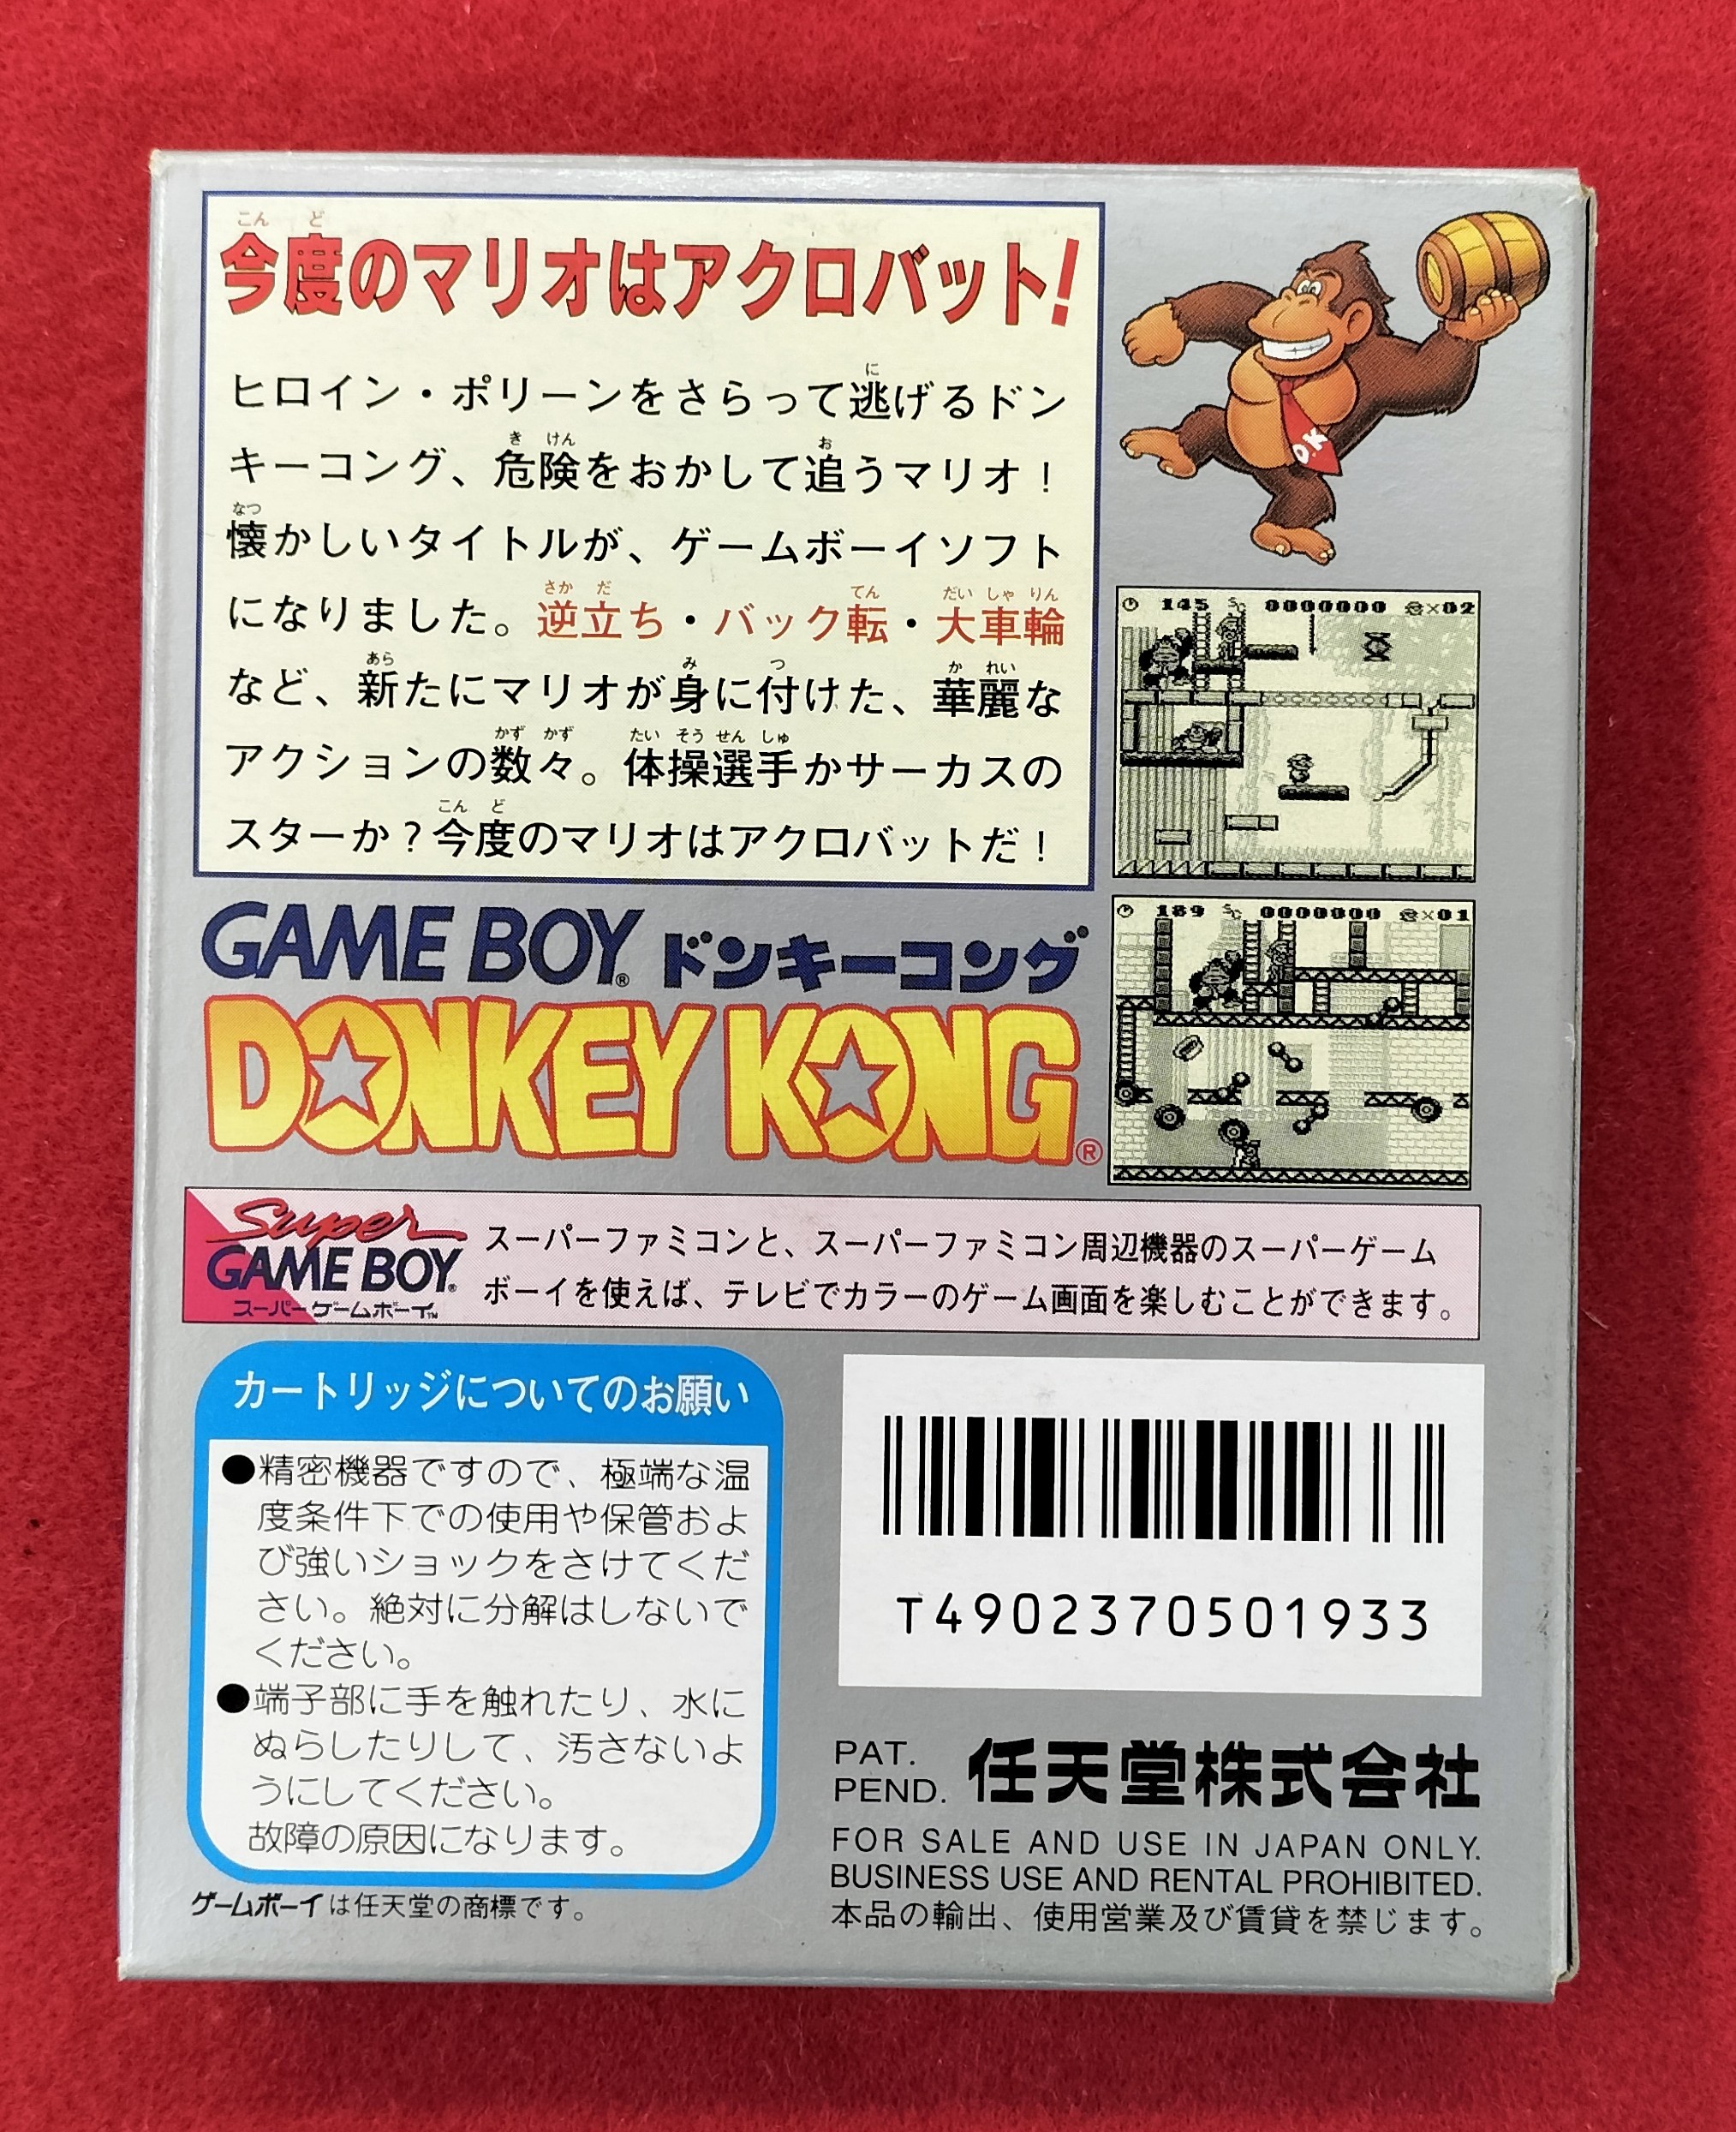 今度のマリオはアクロバット!
ヒロイン・ポリーンをさらって逃げるドン
キーコング、危険をおかして追うマリオ！
懐かしいタイトルが、ゲームボーイソフト
になりました。逆立ち・バック転・大車輪
など、新たにマリオが身に付けた、華麗な
アクションの数々。体操選手かサーカスの
スターか？今度のマリオはアクロバットだ！
D.K
145 0000000 ×02
189 0000000 ×01
GAME BOY® ドンキーコング
DONKEY KONG®
Super
GAME BOY®
スーパーゲームボーイ™
スーパーファミコンと、スーパーファミコン周辺機器のスーパーゲーム
ボーイを使えば、テレビでカラーのゲーム画面を楽しむことができます。
カートリッジについてのお願い
●精密機器ですので、極端な温
度条件下での使用や保管およ
び強いショックをさけてくだ
さい。絶対に分解はしないで
ください。
●端子部に手を触れたり、水に
ぬらしたりして、汚さないよ
うにしてください。
故障の原因になります。
ゲームボーイは任天堂の商標です。
T4902370501933
PAT.
PEND. 任天堂株式会社
FOR SALE AND USE IN JAPAN ONLY.
BUSINESS USE AND RENTAL PROHIBITED.
本品の輸出、使用営業及び賃貸を禁じます。